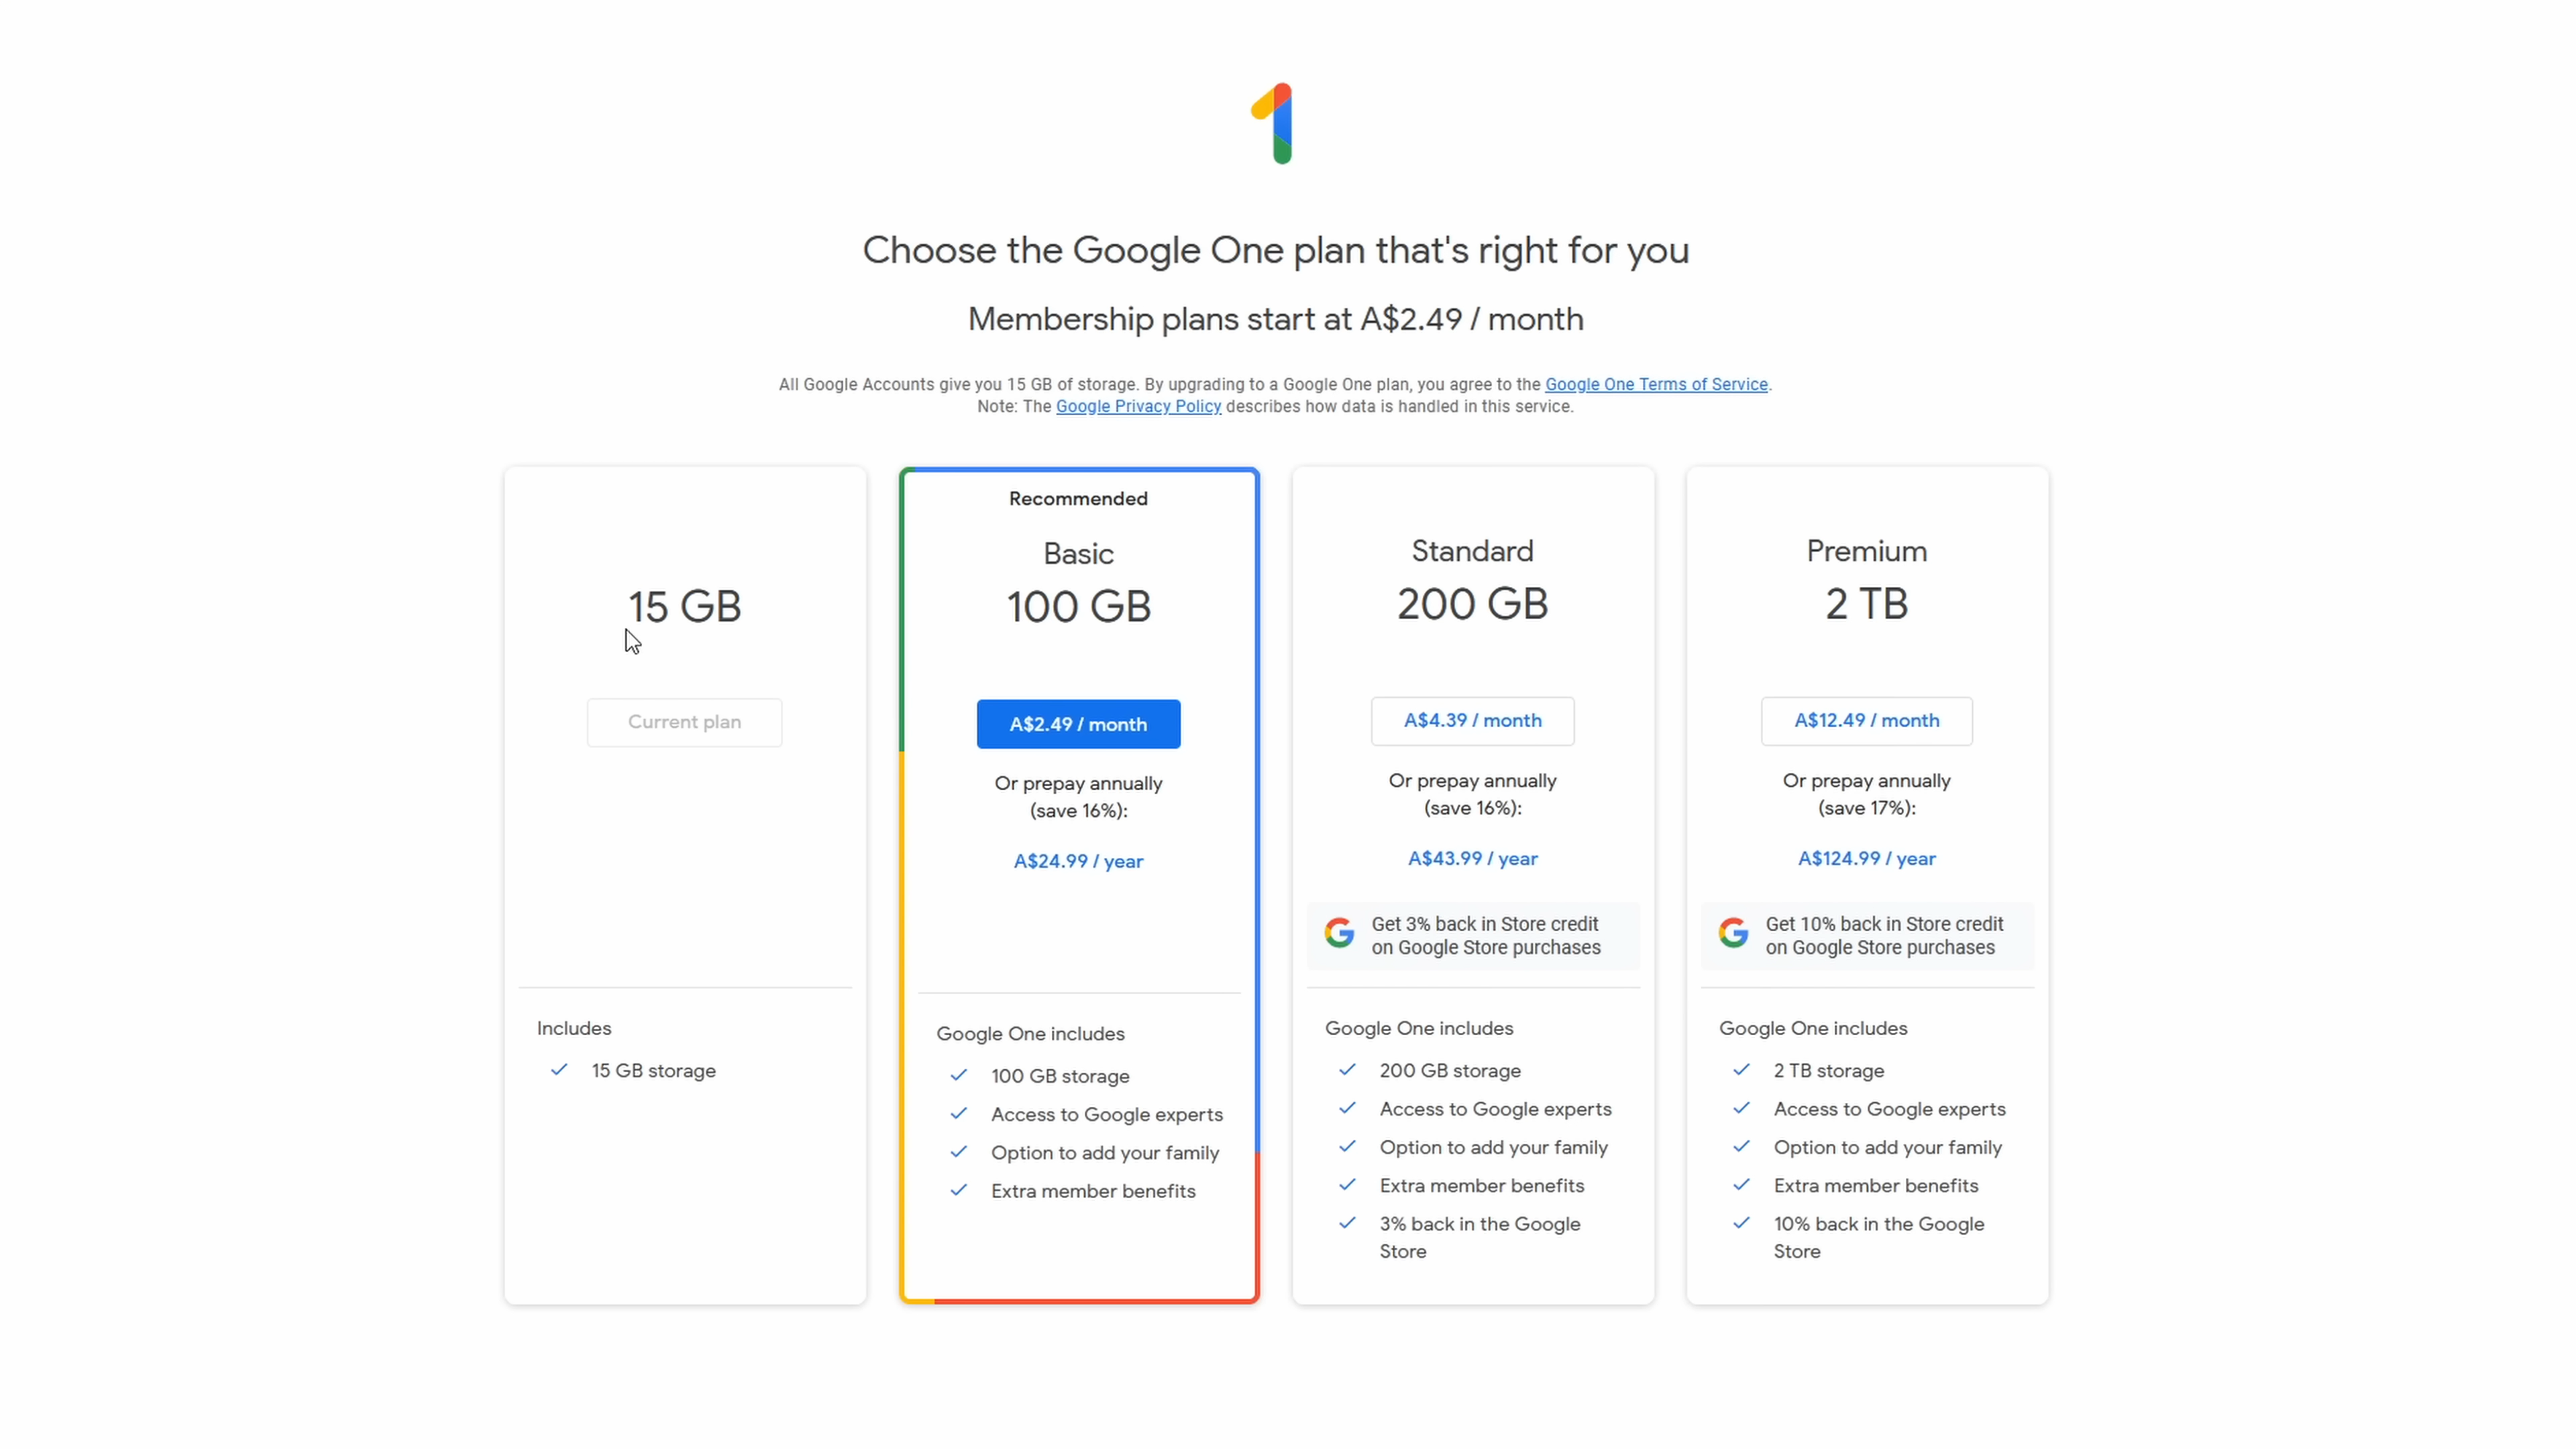 Choose the Google One plan that's right for you
Membership plans start at A$2.49 / month
All Google Accounts give you 15 GB of storage. By upgrading to a Google One plan, you agree to the Google One Terms of Service.
Note: The Google Privacy Policy describes how data is handled in this service.
15 GB
Current plan
Includes
15 GB storage
Recommended
Basic
100 GB
A$2.49 / month
Or prepay annually
(save 16%):
A$24.99 / year
Google One includes
100 GB storage
Access to Google experts
Option to add your family
Extra member benefits
Standard
200 GB
A$4.39 / month
Or prepay annually
(save 16%):
A$43.99 / year
Get 3% back in Store credit
on Google Store purchases
Google One includes
200 GB storage
Access to Google experts
Option to add your family
Extra member benefits
3% back in the Google
Store
Premium
2 TB
A$12.49 / month
Or prepay annually
(save 17%):
A$124.99 / year
Get 10% back in Store credit
on Google Store purchases
Google One includes
2 TB storage
Access to Google experts
Option to add your family
Extra member benefits
10% back in the Google
Store